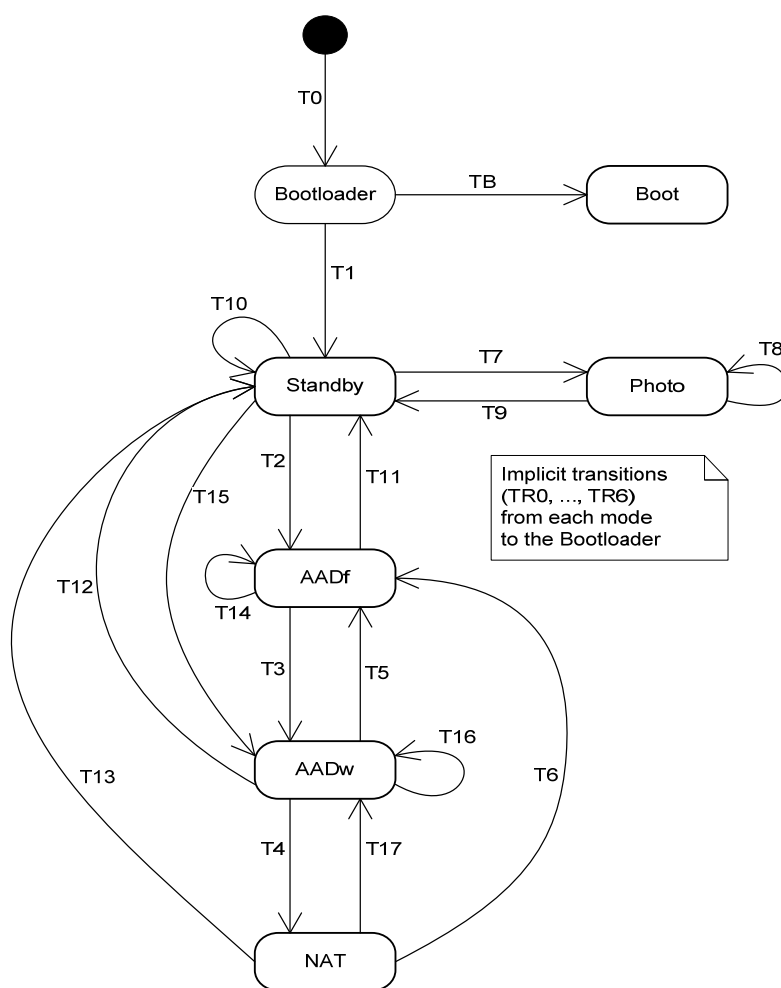 T0
Bootloader
TB
Boot
T1
T10
Standby
T7
Photo
T8
T9
T2
T11
T15
Implicit transitions
(TR0, ..., TR6)
from each mode
to the Bootloader
AADf
T12
T14
T3
T5
T16
AADw
T13
T6
T4
T17
NAT